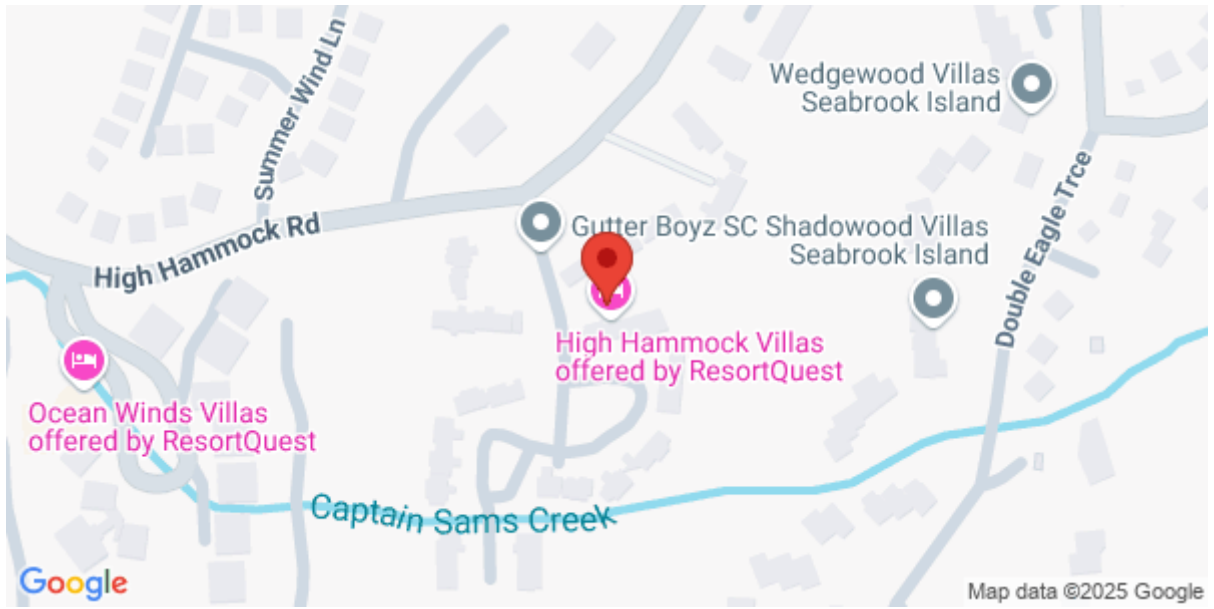 Summer Wind Ln
Wedgewood Villas
Seabrook Island
High Hammock Rd
Gutter Boyz SC
Shadowood Villas
Seabrook Island
Double Eagle Trce
High Hammock Villas
offered by ResortQuest
Ocean Winds Villas
offered by ResortQuest
Captain Sams Creek
Google
Map data ©2025 Google